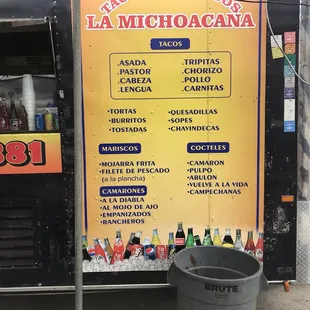 LA MICHOACANA
TACOS
.ASADA
.PASTOR
.CABEZA
.LENGUA
.TRIPITAS
.CHORIZO
.POLLO
.CARNITAS
•TORTAS
•BURRITOS
•TOSTADAS
•QUESADILLAS
•SOPES
•CHAVINDECAS
MARISCOS
•MOJARRA FRITA
•FILETE DE PESCADO
(a la plancha)
CAMARONES
•A LA DIABLA
•AL MOJO DE AJO
•EMPANIZADOS
•RANCHEROS
COCTELES
•CAMARON
•PULPO
•ABULON
•VUELVE A LA VIDA
•CAMPECHANAS
881
BRUTE